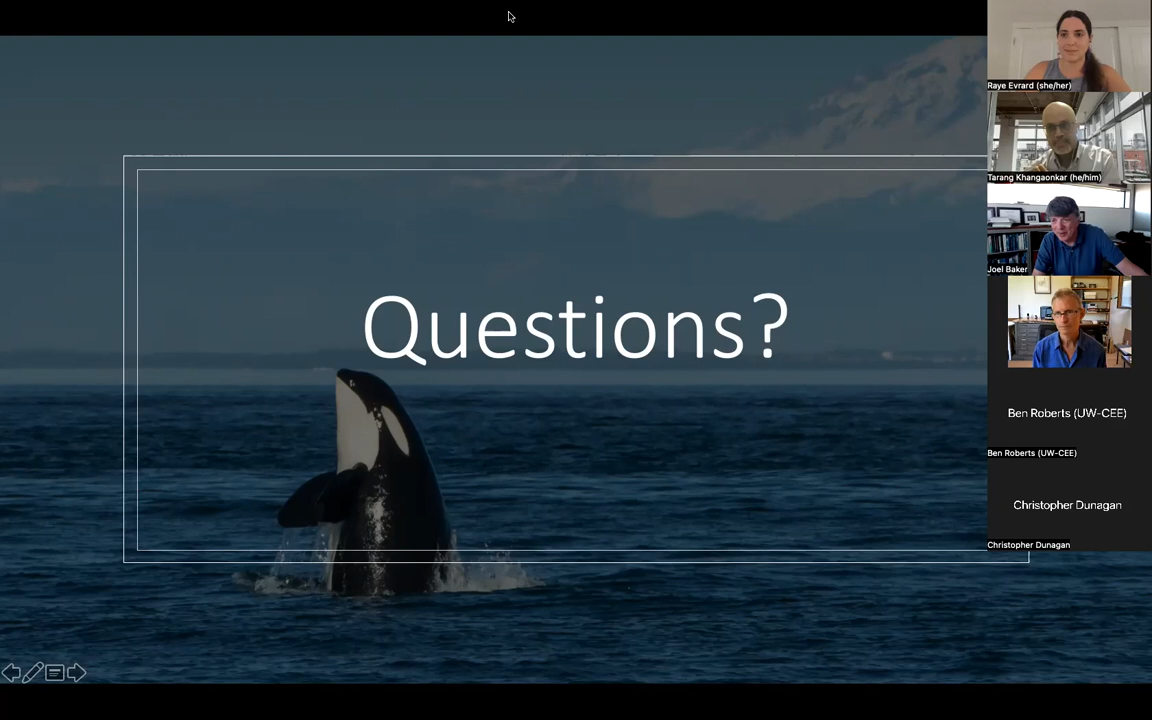 Questions?
Raye Evrard (she/her)
Tarang Khangaonkar (he/him)
Joel Baker
Ben Roberts (UW-CEE)
Ben Roberts (UW-CEE)
Christopher Dunagan
Christopher Dunagan